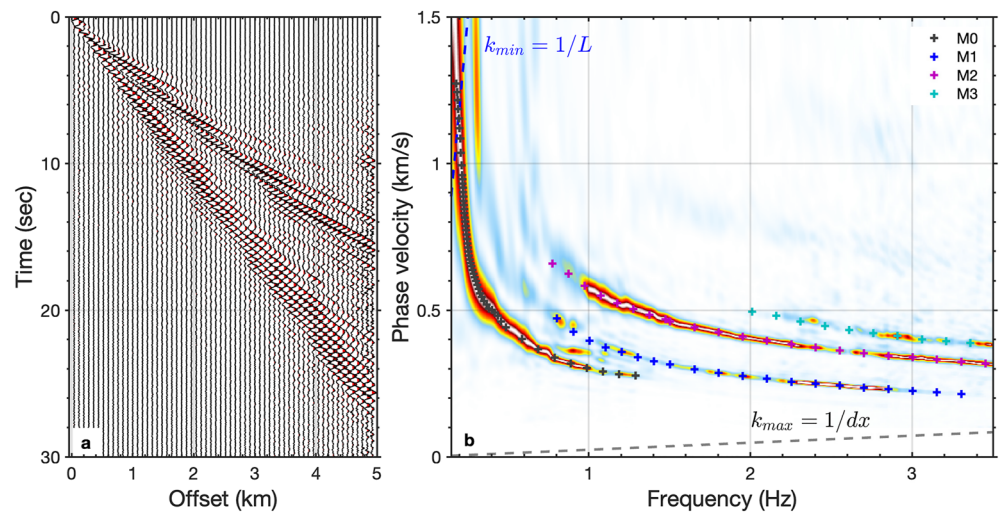 0
10
20
30
Time (sec)
0
1
2
3
4
5
Offset (km)
a
1.5
1
0.5
0
Phase velocity (km/s)
k_min = 1/L
M0
M1
M2
M3
k_max = 1/dx
b
1
2
3
Frequency (Hz)